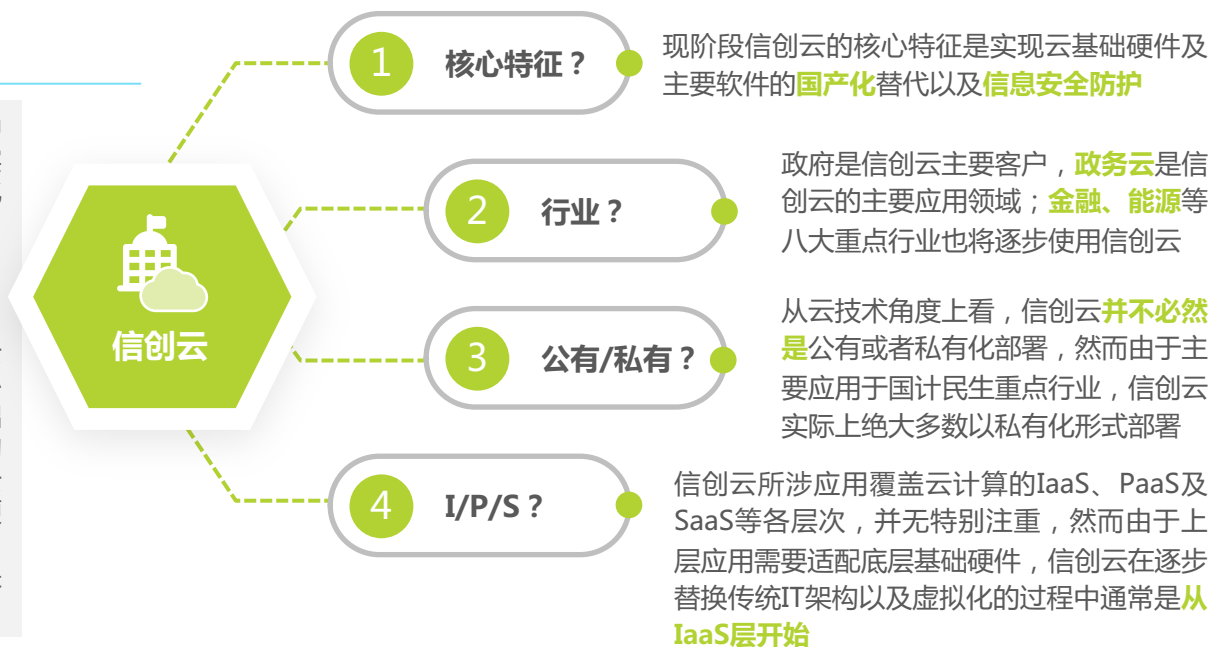 信创云
1
核心特征？
现阶段信创云的核心特征是实现云基础硬件及
主要软件的国产化替代以及信息安全防护
2
行业？
政府是信创云主要客户，政务云是信
创云的主要应用领域；金融、能源等
八大重点行业也将逐步使用信创云
3
公有/私有？
从云技术角度上看，信创云并不必然
是公有或者私有化部署，然而由于主
要应用于国计民生重点行业，信创云
实际上绝大多数以私有化形式部署
4
I/P/S？
信创云所涉应用覆盖云计算的IaaS、PaaS及
SaaS等各层次，并无特别注重，然而由于上
层应用需要适配底层基础硬件，信创云在逐步
替换传统IT架构以及虚拟化的过程中通常是从
IaaS层开始